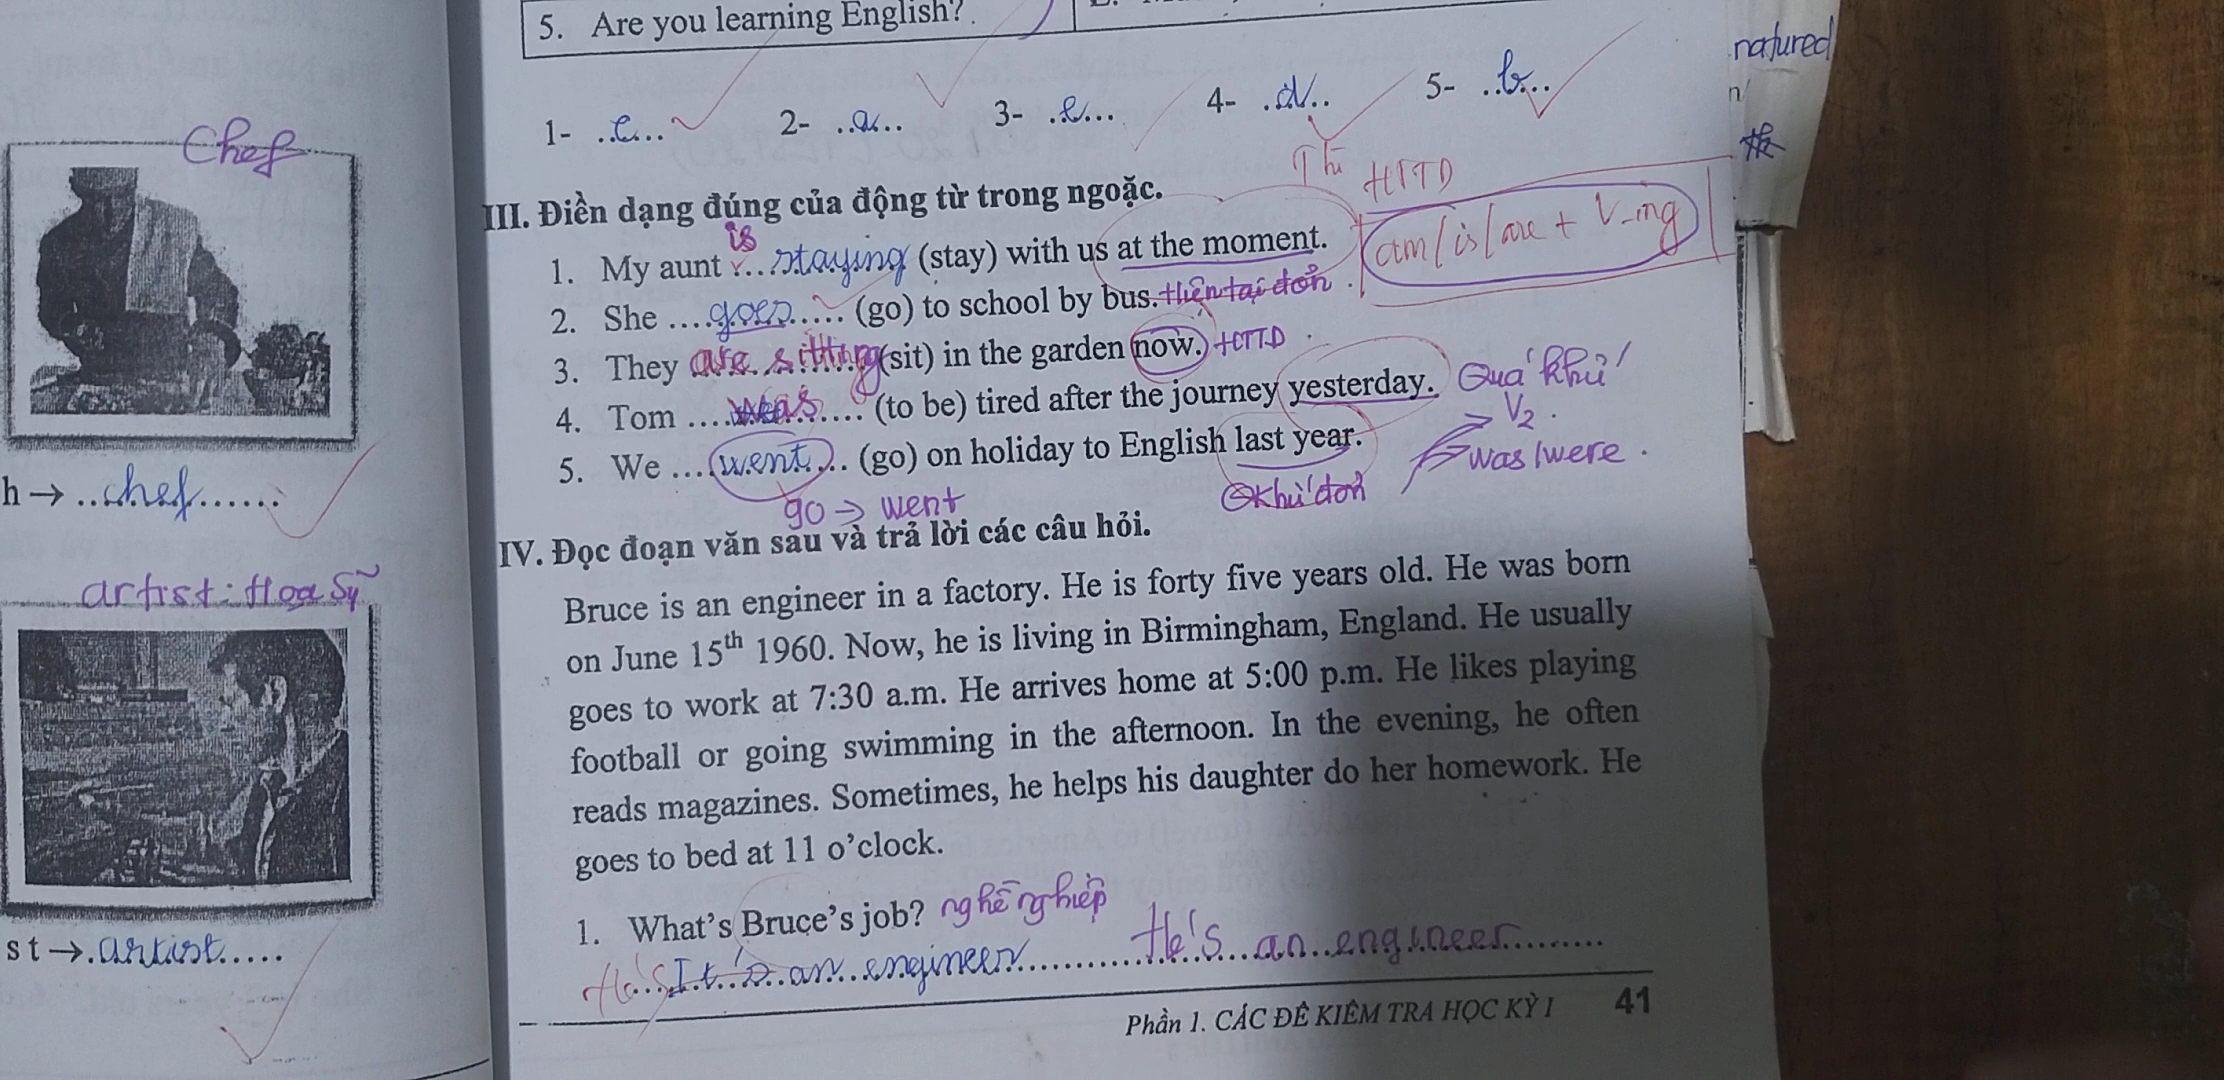 5. Are you learning English?
natured
n
1- ..c... 2- ..a... 3- .e... 4- .d.. 5- ..b...
Chef
Thì HTTD
III. Điền dạng đúng của động từ trong ngoặc.
am/is/are + V-ing
is
1. My aunt ...staying (stay) with us at the moment.
2. She ....goes..... (go) to school by bus. Hiện tại đơn
3. They are sitting (sit) in the garden now. HTTD
4. Tom ....was..... (to be) tired after the journey yesterday. Quá khứ
V2
5. We ...went... (go) on holiday to English last year.
was/were
h → ..chef......
go → went
Qkhứ đơn
IV. Đọc đoạn văn sau và trả lời các câu hỏi.
artist: Hoạ Sỹ
Bruce is an engineer in a factory. He is forty five years old. He was born
on June 15th 1960. Now, he is living in Birmingham, England. He usually
goes to work at 7:30 a.m. He arrives home at 5:00 p.m. He likes playing
football or going swimming in the afternoon. In the evening, he often
reads magazines. Sometimes, he helps his daughter do her homework. He
goes to bed at 11 o'clock.
1. What's Bruce's job? nghề nghiệp
s t → .artist.....
He's It's an engineer He's an engineer
Phần 1. CÁC ĐỀ KIỂM TRA HỌC KỲ I 41